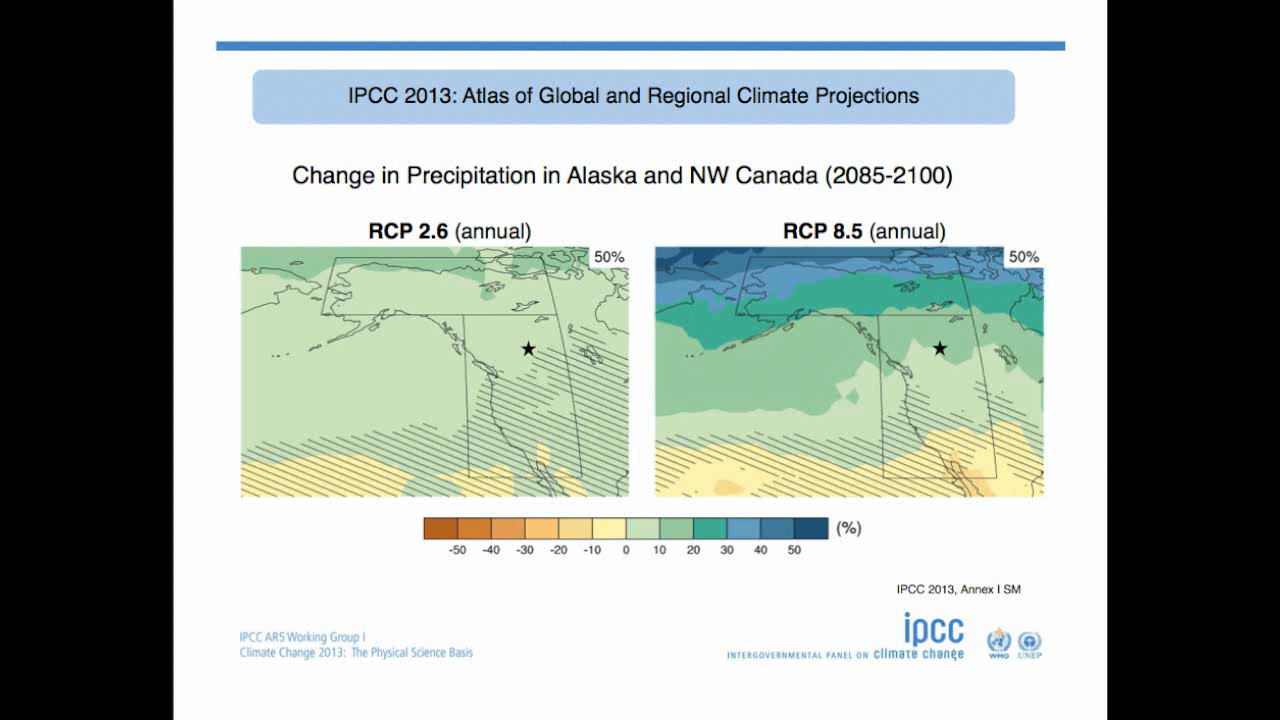 IPCC 2013: Atlas of Global and Regional Climate Projections
Change in Precipitation in Alaska and NW Canada (2085-2100)
RCP 2.6 (annual)
RCP 8.5 (annual)
50%
50%
(%)
-50 -40 -30 -20 -10 0 10 20 30 40 50
IPCC 2013, Annex I SM
IPCC AR5 Working Group I
Climate Change 2013: The Physical Science Basis
ipcc
INTERGOVERNMENTAL PANEL ON climate change
WMO
UNEP